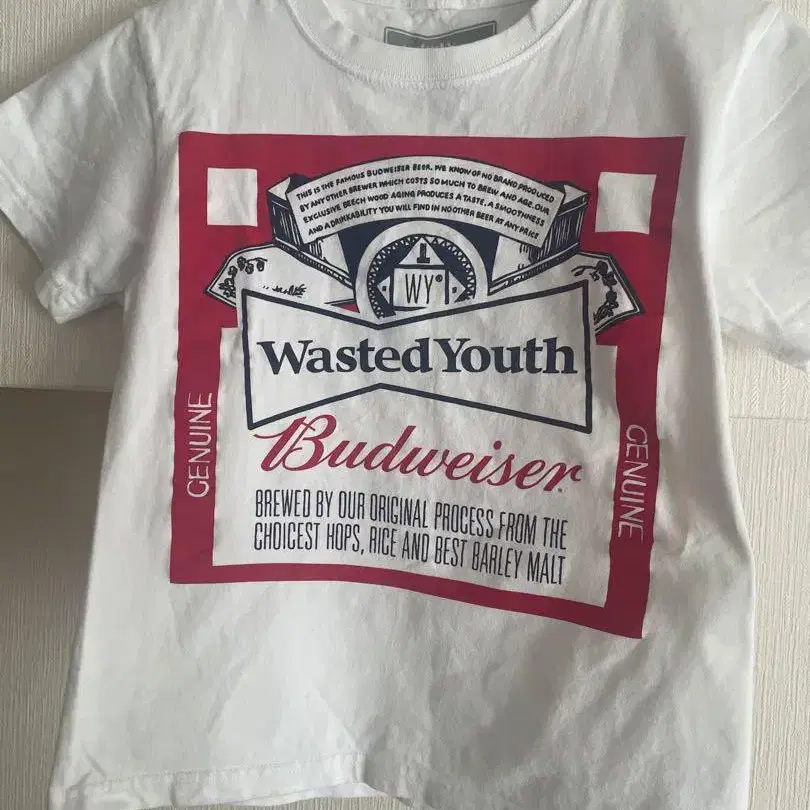 THIS IS THE FAMOUS BUDWEISER BEER. WE KNOW OF NO BRAND PRODUCED
BY ANY OTHER BREWER WHICH COSTS SO MUCH TO BREW AND AGE. OUR
EXCLUSIVE BEECH WOOD AGING PRODUCES A TASTE, A SMOOTHNESS
AND A DRINKABILITY YOU WILL FIND IN NO OTHER BEER AT ANY PRICE
WY®
Wasted Youth
GENUINE
GENUINE
Budweiser
BREWED BY OUR ORIGINAL PROCESS FROM THE
CHOICEST HOPS, RICE AND BEST BARLEY MALT